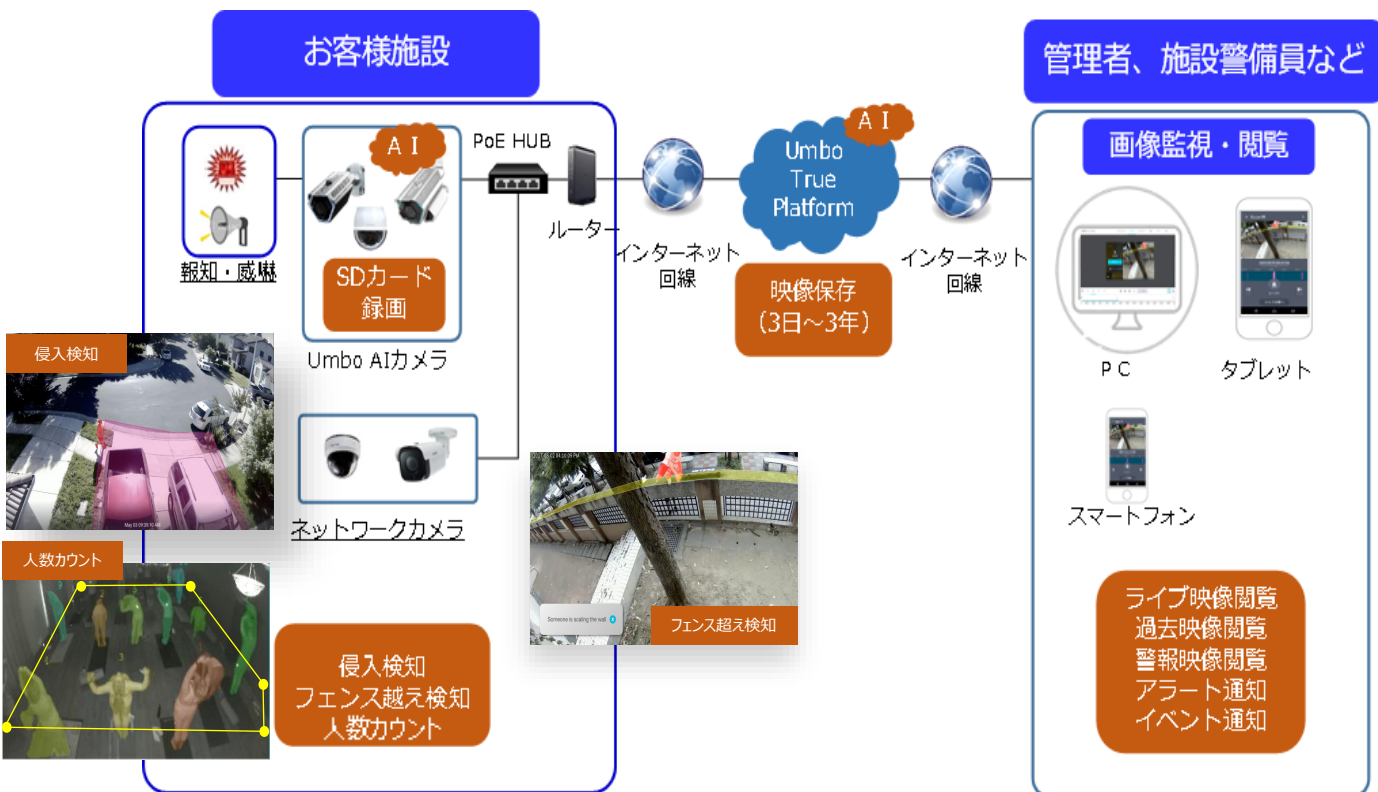 お客様施設
管理者、施設警備員など
画像監視・閲覧
AI
PoE HUB
ルーター
報知・威嚇
SDカード
録画
Umbo AIカメラ
インターネット
回線
AI
Umbo
True
Platform
映像保存
(3日~3年)
インターネット
回線
PC
タブレット
スマートフォン
侵入検知
May 03 09:39:10 AM
ネットワークカメラ
Someone is scaling the wall
フェンス超え検知
人数カウント
侵入検知
フェンス越え検知
人数カウント
ライブ映像閲覧
過去映像閲覧
警報映像閲覧
アラート通知
イベント通知